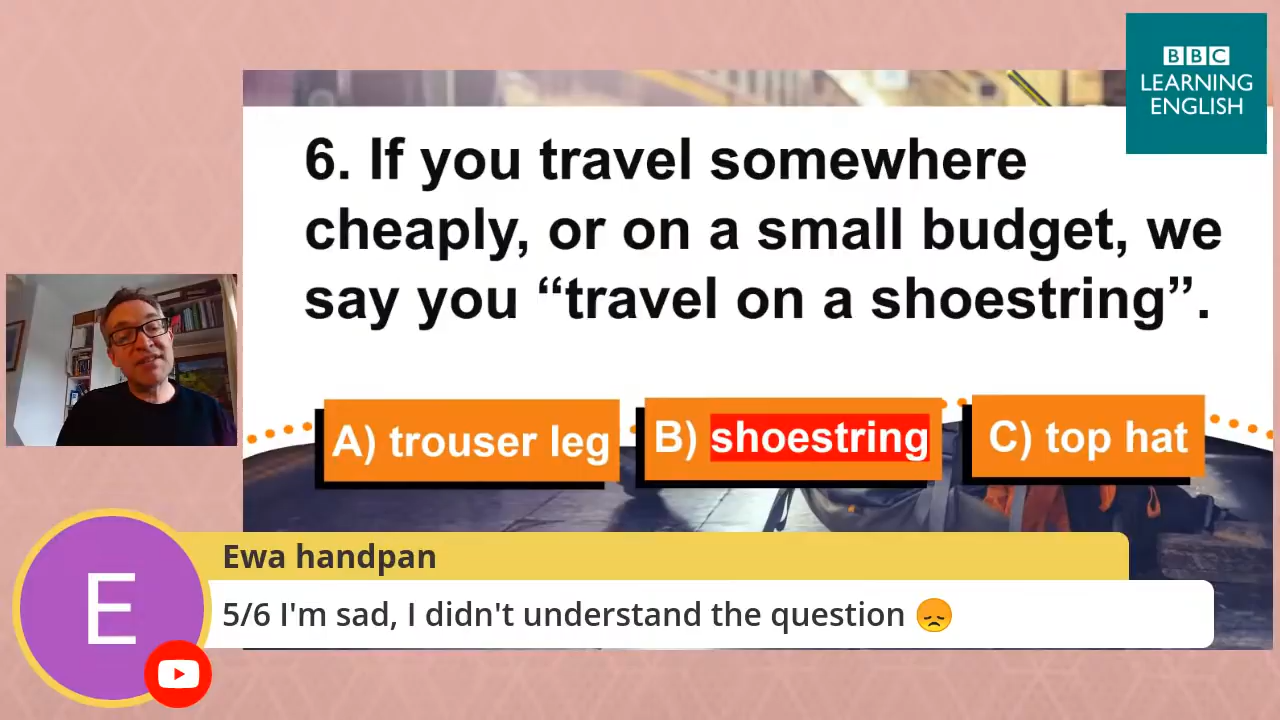 BBC
LEARNING
ENGLISH
6. If you travel somewhere
cheaply, or on a small budget, we
say you “travel on a shoestring”.
A) trouser leg
B) shoestring
C) top hat
E
Ewa handpan
5/6 I'm sad, I didn't understand the question 😞